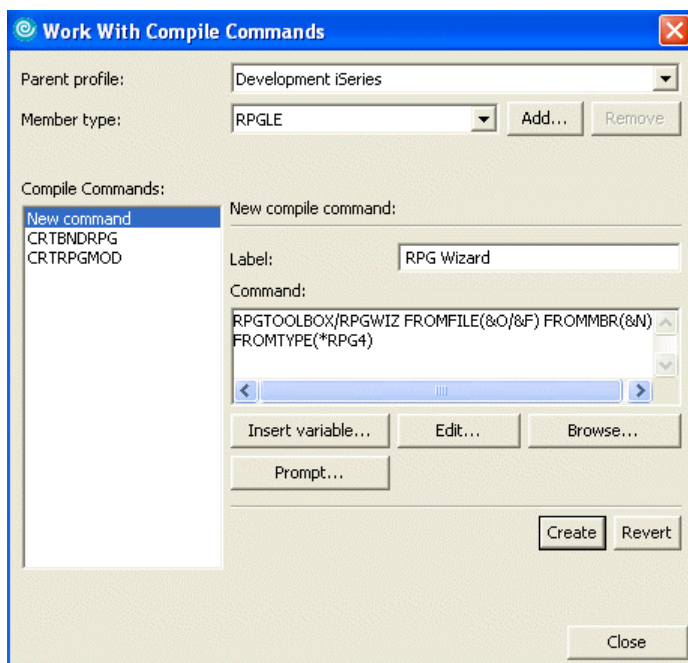 Work With Compile Commands
Parent profile: Development iSeries
Member type: RPGLE Add... Remove
Compile Commands:
New command
CRTBNDRPG
CRTRPGMOD
New compile command:
Label: RPG Wizard
Command:
RPGTOOLBOX/RPGWIZ FROMFILE(&O/&F) FROMMBR(&N)
FROMTYPE(*RPG4)
Insert variable... Edit... Browse...
Prompt...
Create Revert
Close